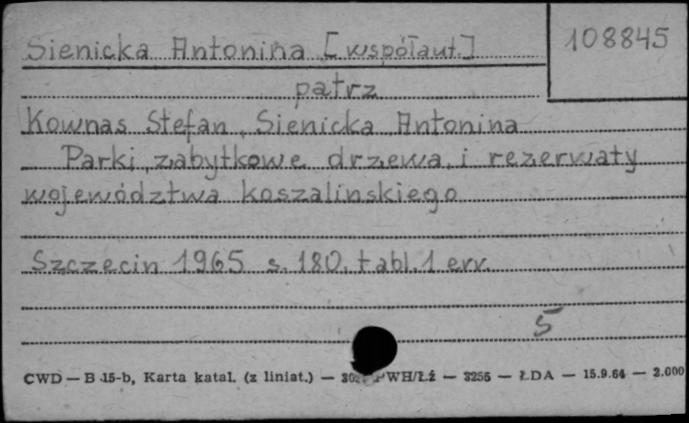 Sienicka Antonina [współaut.]
108845
patrz
Kownas Stefan, Sienicka Antonina
Parki, zabytkowe drzewa i rezerwaty
województwa koszalińskiego
Szczecin 1965 s. 180, tabl. 1 err.
5
CWD — B 15-b, Karta katal. (z liniat.) — WH/Łź — 3256 — ŁDA — 15.9.64 — 2.000